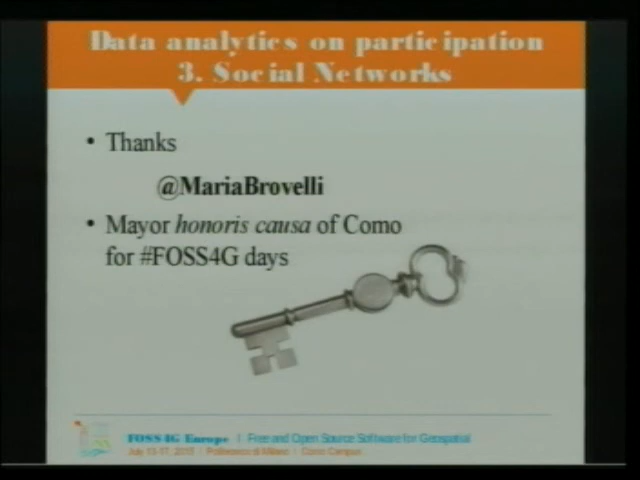 Data analytics on participation
3. Social Networks
• Thanks
@MariaBrovelli
• Mayor honoris causa of Como
for #FOSS4G days
FOSS4G Europe | Free and Open Source Software for Geospatial
July 13-17, 2015 | Politecnico di Milano | Como Campus